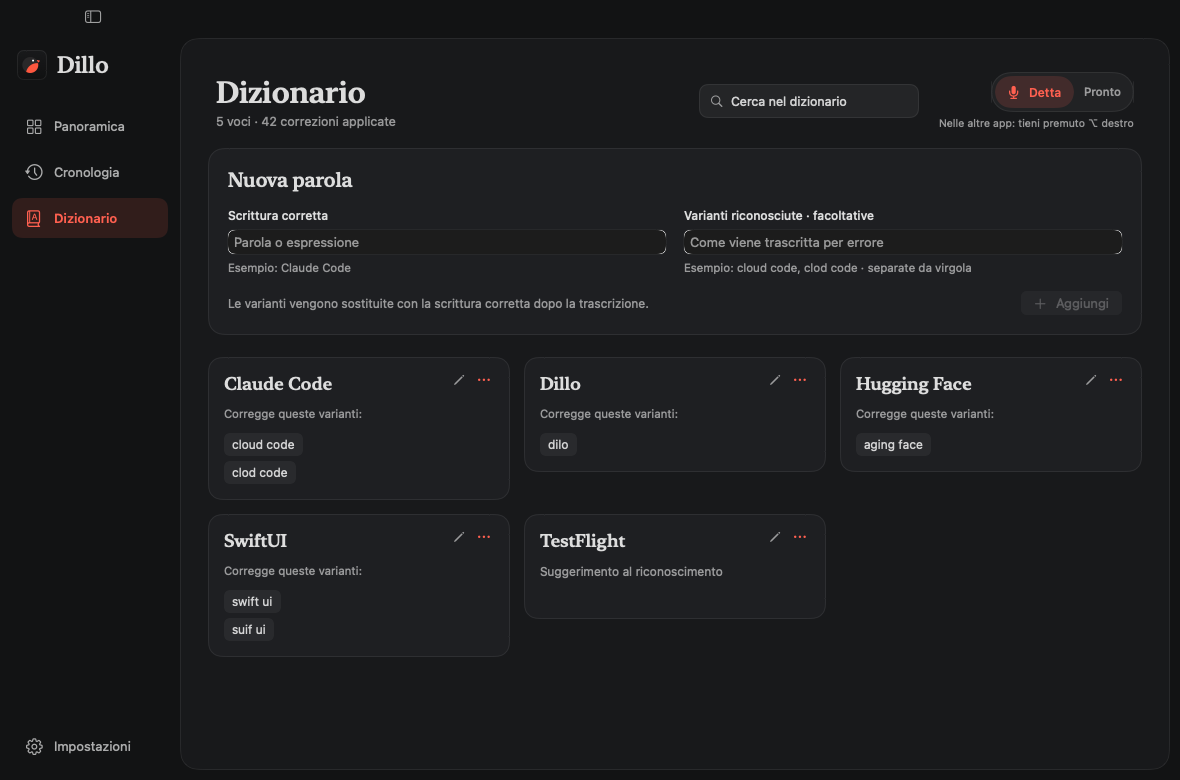 Dillo
Panoramica
Cronologia
Dizionario
Impostazioni
Dizionario
5 voci · 42 correzioni applicate
Cerca nel dizionario
Detta
Pronto
Nelle altre app: tieni premuto ⌥ destro
Nuova parola
Scrittura corretta
Parola o espressione
Esempio: Claude Code
Varianti riconosciute · facoltative
Come viene trascritta per errore
Esempio: cloud code, clod code · separate da virgola
Le varianti vengono sostituite con la scrittura corretta dopo la trascrizione.
+ Aggiungi
Claude Code
Corregge queste varianti:
cloud code
clod code
Dillo
Corregge queste varianti:
dilo
Hugging Face
Corregge queste varianti:
aging face
SwiftUI
Corregge queste varianti:
swift ui
suif ui
TestFlight
Suggerimento al riconoscimento